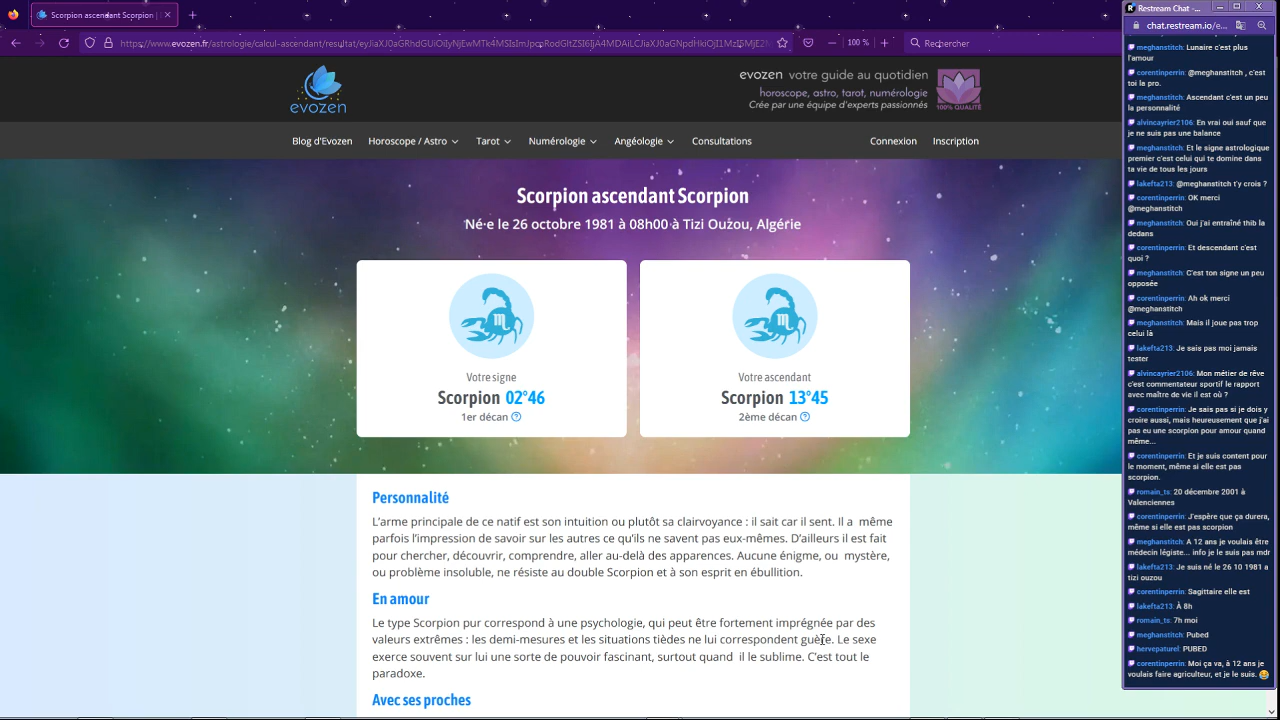 Scorpion ascendant Scorpion |
https://www.evozen.fr/astrologie/calcul-ascendant/resultat/
100 %
Rechercher
evozen
evozen votre guide au quotidien
horoscope, astro, tarot, numérologie
Crée par une équipe d'experts passionnés
100% QUALITÉ
Blog d'Evozen Horoscope / Astro Tarot Numérologie Angéologie Consultations Connexion Inscription
Scorpion ascendant Scorpion
Né·e le 26 octobre 1981 à 08h00 à Tizi Ouzou, Algérie
Votre signe
Scorpion 02°46
1er décan
Votre ascendant
Scorpion 13°45
2ème décan
Personnalité
L'arme principale de ce natif est son intuition ou plutôt sa clairvoyance : il sait car il sent. Il a même
parfois l'impression de savoir sur les autres ce qu'ils ne savent pas eux-mêmes. D'ailleurs il est fait
pour chercher, découvrir, comprendre, aller au-delà des apparences. Aucune énigme, ou mystère,
ou problème insoluble, ne résiste au double Scorpion et à son esprit en ébullition.
En amour
Le type Scorpion pur correspond à une psychologie, qui peut être fortement imprégnée par des
valeurs extrêmes : les demi-mesures et les situations tièdes ne lui correspondent guère. Le sexe
exerce souvent sur lui une sorte de pouvoir fascinant, surtout quand il le sublime. C'est tout le
paradoxe.
Avec ses proches
Restream Chat -...
chat.restream.io/e...
meghanstitch: Lunaire c'est plus
l'amour
corentinperrin: @meghanstitch , c'est
toi la pro.
meghanstitch: Ascendant c'est un peu
la personnalité
alvincayrier2106: En vrai oui sauf que
je ne suis pas une balance
meghanstitch: Et le signe astrologique
premier c'est celui qui te domine dans
ta vie de tous les jours
lakefta213: @meghanstitch t'y crois ?
corentinperrin: OK merci
@meghanstitch
meghanstitch: Oui j'ai entraîné thib la
dedans
corentinperrin: Et descendant c'est
quoi ?
meghanstitch: C'est ton signe un peu
opposée
corentinperrin: Ah ok merci
@meghanstitch
meghanstitch: Mais il joue pas trop
celui là
lakefta213: Je sais pas moi jamais
tester
alvincayrier2106: Mon métier de rêve
c'est commentateur sportif le rapport
avec maître de vie il est où ?
corentinperrin: Je sais pas si je dois y
croire aussi, mais heureusement que j'ai
pas eu une scorpion pour amour quand
même...
corentinperrin: Et je suis content pour
le moment, même si elle est pas
scorpion.
romain_ts: 20 décembre 2001 à
Valenciennes
corentinperrin: J'espère que ça durera,
même si elle est pas scorpion
meghanstitch: A 12 ans je voulais être
médecin légiste... info je le suis pas mdr
lakefta213: Je suis né le 26 10 1981 a
tizi ouzou
corentinperrin: Sagittaire elle est
lakefta213: À 8h
romain_ts: 7h moi
meghanstitch: Pubed
hervepaturel: PUBED
corentinperrin: Moi ça va, à 12 ans je
voulais faire agriculteur, et je le suis. 😂